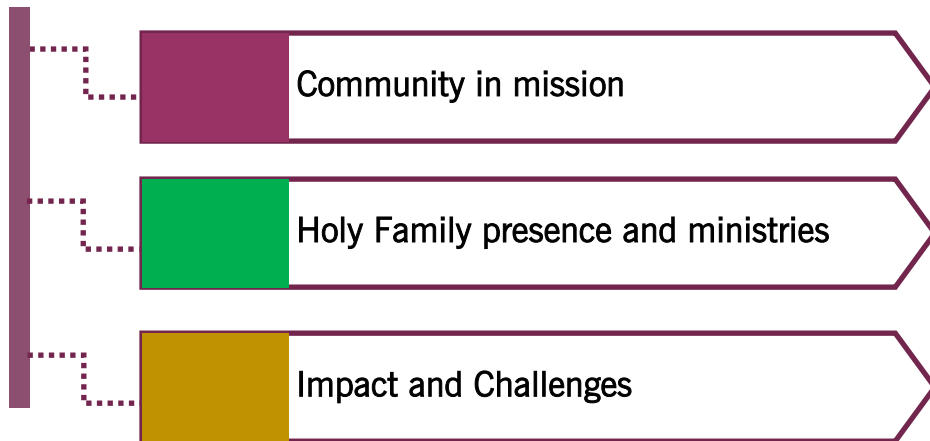 Community in mission
Holy Family presence and ministries
Impact and Challenges